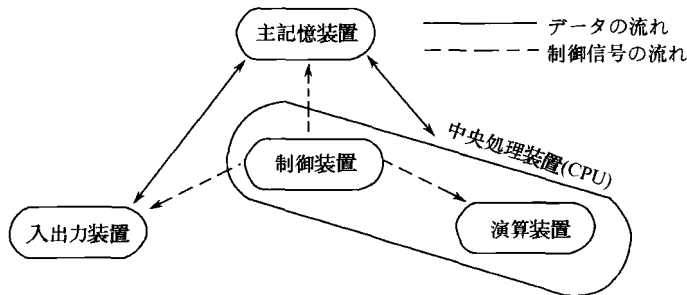 主記憶装置
データの流れ
制御信号の流れ
中央処理装置(CPU)
制御装置
入出力装置
演算装置